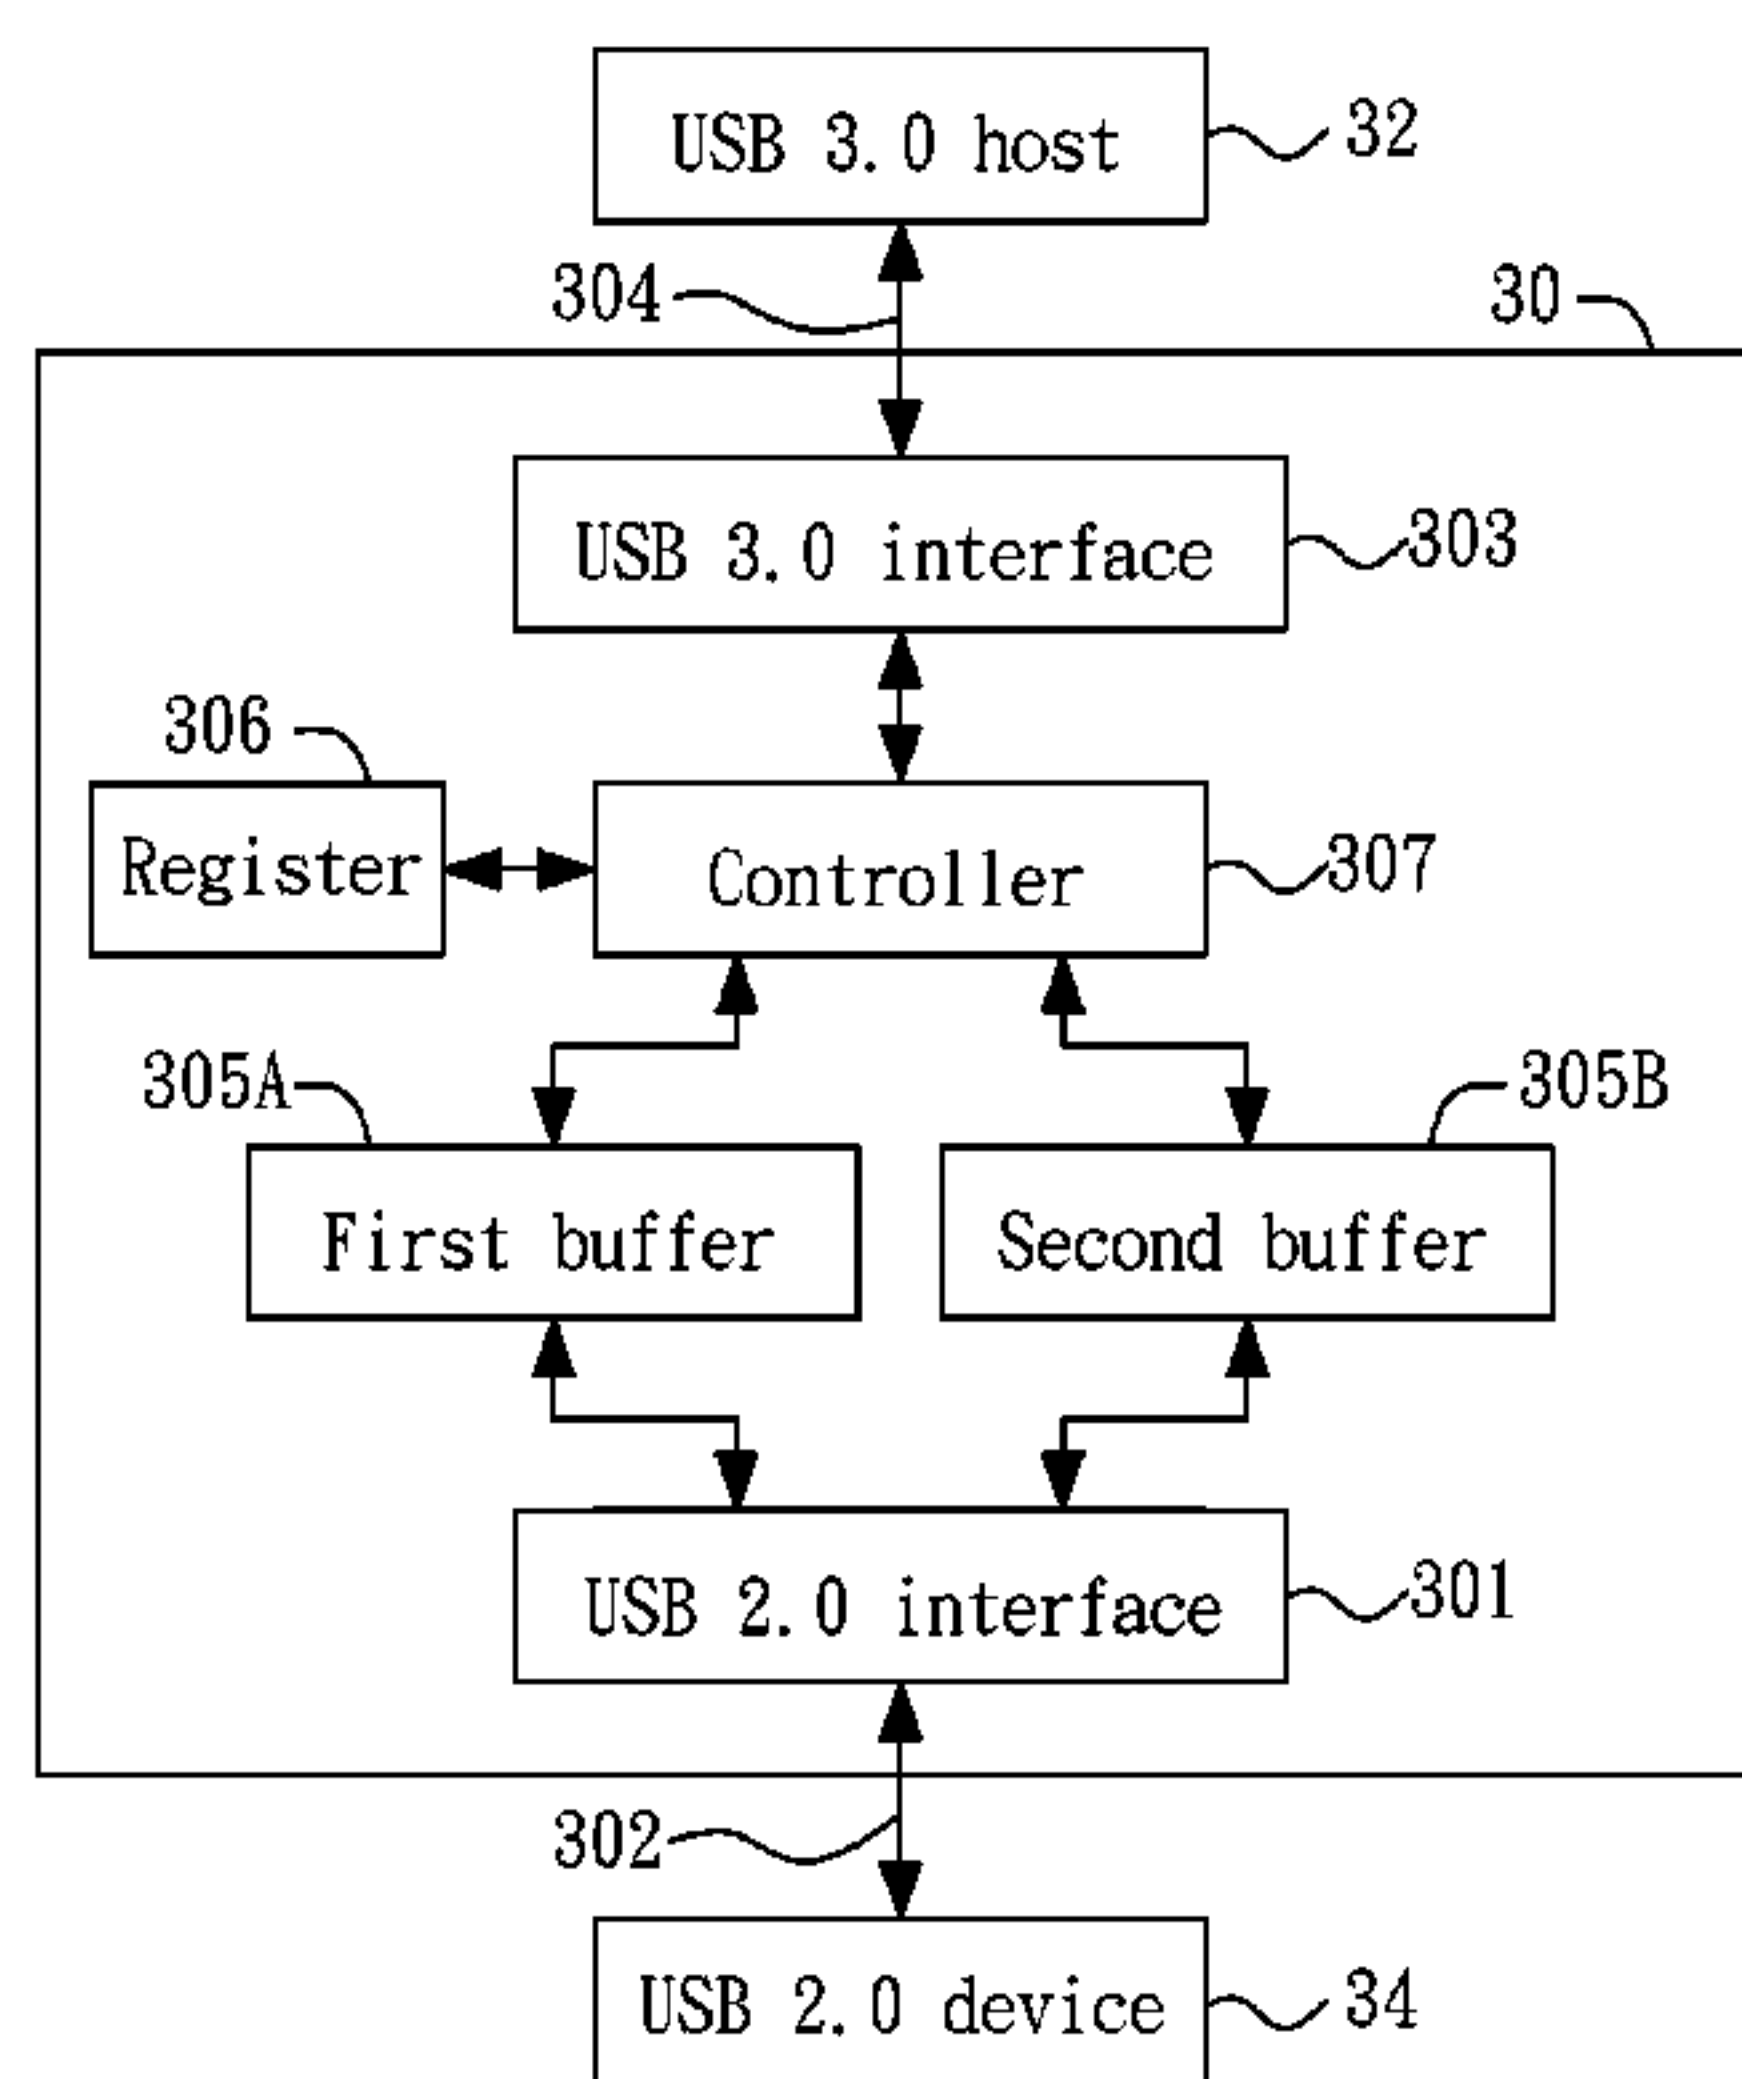 USB 3.0 host
32
304
30
USB 3.0 interface
303
306
Register
Controller
307
305A
305B
First buffer
Second buffer
USB 2.0 interface
301
302
USB 2.0 device
34